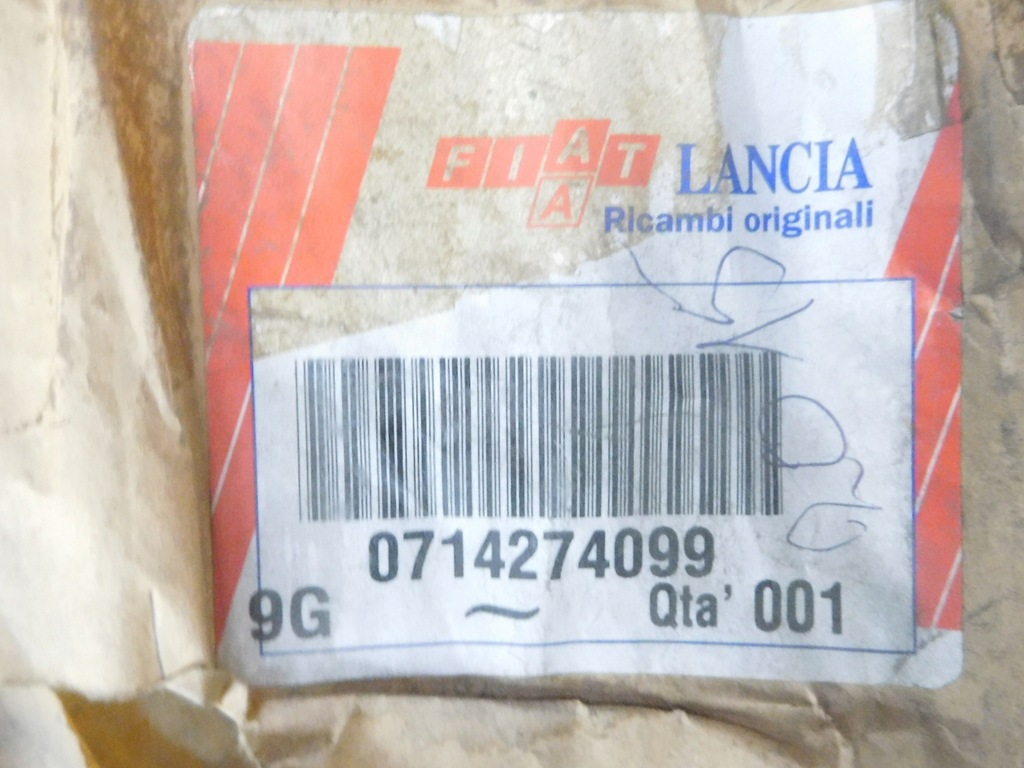 FIAT LANCIA
A
Ricambi originali
0714274099
9G ~ Qta' 001